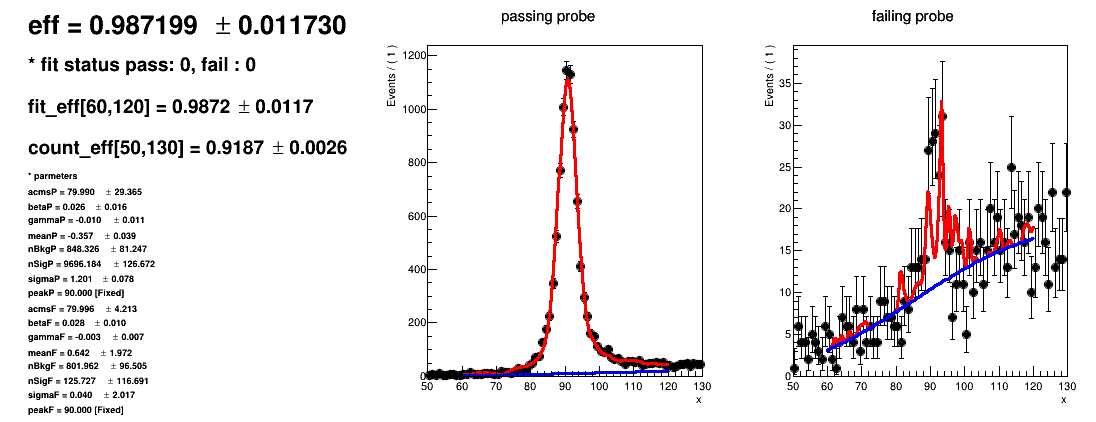 eff = 0.987199 ± 0.011730
* fit status pass: 0, fail : 0
fit_eff[60,120] = 0.9872 ± 0.0117
count_eff[50,130] = 0.9187 ± 0.0026
* parmeters
acmsP = 79.990 ± 29.365
betaP = 0.026 ± 0.016
gammaP = -0.010 ± 0.011
meanP = -0.357 ± 0.039
nBkgP = 848.326 ± 81.247
nSigP = 9696.184 ± 126.672
sigmaP = 1.201 ± 0.078
peakP = 90.000 [Fixed]
acmsF = 79.996 ± 4.213
betaF = 0.028 ± 0.010
gammaF = -0.003 ± 0.007
meanF = 0.642 ± 1.972
nBkgF = 801.962 ± 96.505
nSigF = 125.727 ± 116.691
sigmaF = 0.040 ± 2.017
peakF = 90.000 [Fixed]
passing probe
Events / ( 1 )
1200
1000
800
600
400
200
0
50 60 70 80 90 100 110 120 130
x
failing probe
Events / ( 1 )
35
30
25
20
15
10
5
0
50 60 70 80 90 100 110 120 130
x